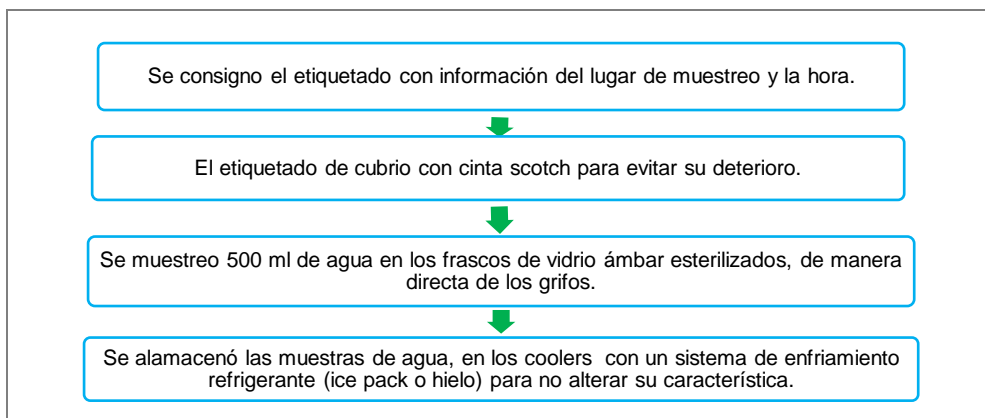 Se consigno el etiquetado con información del lugar de muestreo y la hora.
El etiquetado de cubrio con cinta scotch para evitar su deterioro.
Se muestreo 500 ml de agua en los frascos de vidrio ámbar esterilizados, de manera
directa de los grifos.
Se alamacenó las muestras de agua, en los coolers con un sistema de enfriamiento
refrigerante (ice pack o hielo) para no alterar su característica.